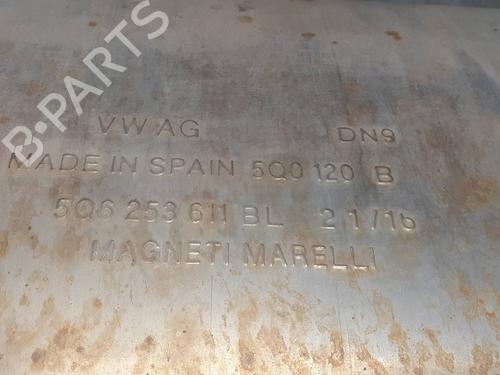 B-PARTS
VW AG DN9
MADE IN SPAIN 5Q0 120 B
5Q6 253 611 BL 21/16
MAGNETI MARELLI